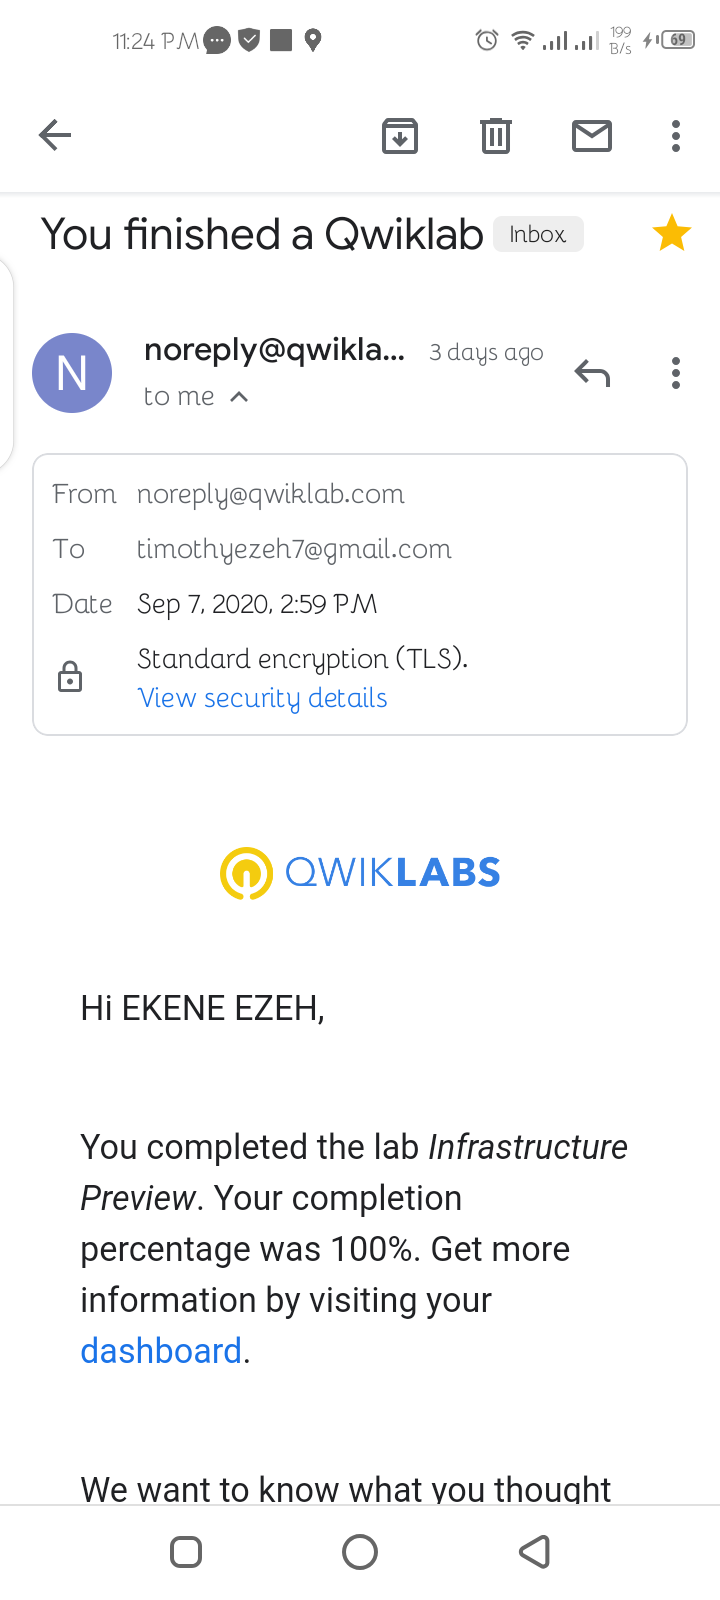 11:24 PM 199 B/s 69
You finished a Qwiklab Inbox
N
noreply@qwikla... 3 days ago
to me
From noreply@qwiklab.com
To timothyezeh7@gmail.com
Date Sep 7, 2020, 2:59 PM
Standard encryption (TLS).
View security details
QWIKLABS
Hi EKENE EZEH,
You completed the lab Infrastructure
Preview. Your completion
percentage was 100%. Get more
information by visiting your
dashboard.
We want to know what you thought